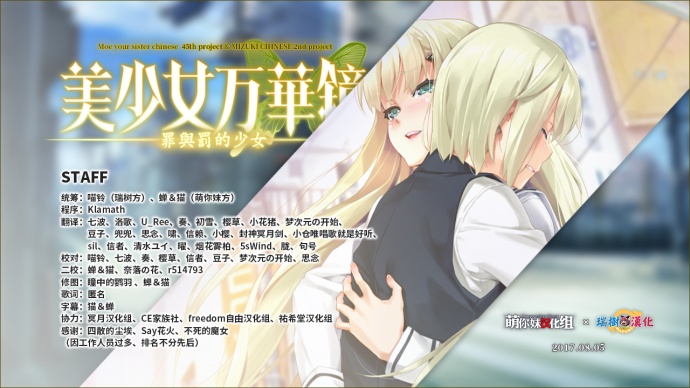 Moe your sister chinese 45th project & MIZUKI CHINESE 2nd project
美少女万華鏡
罪與罰的少女
STAFF
统筹：喵铃（瑞树方）、蝉＆猫（萌你妹方）
程序：Klamath
翻译：七波、洛歌、U_Ree、奏、初雪、樱草、小花猪、梦次元の开始、
豆子、兜兜、思念、啸、信赖、小樱、封神冥月剑、小仓唯唱歌就是好听、
sil、信者、清水ユイ、曜、烟花霁柏、5sWind、胧、句号
校对：喵铃、七波、奏、樱草、信者、豆子、梦次元の开始、思念
二校：蝉＆猫、奈落の花、r514793
修图：曈中的鹦羽、蝉＆猫
歌词：匿名
字幕：猫＆蝉
协力：冥月汉化组、CE家族社、freedom自由汉化组、祐希堂汉化组
感谢：四散的尘埃、Say花火、不死的魔女
（因工作人员过多、排名不分先后）
萌你妹汉化组 × 瑞樹漢化
2017.08.05